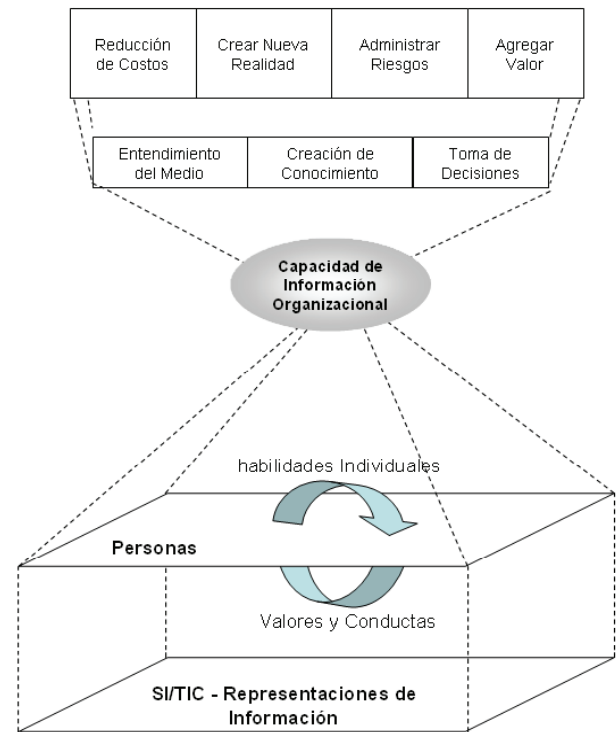 Reducción
de Costos
Crear Nueva
Realidad
Administrar
Riesgos
Agregar
Valor
Entendimiento
del Medio
Creación de
Conocimiento
Toma de
Decisiones
Capacidad de
Información
Organizacional
habilidades Individuales
Personas
Valores y Conductas
SI/TIC - Representaciones de
Información